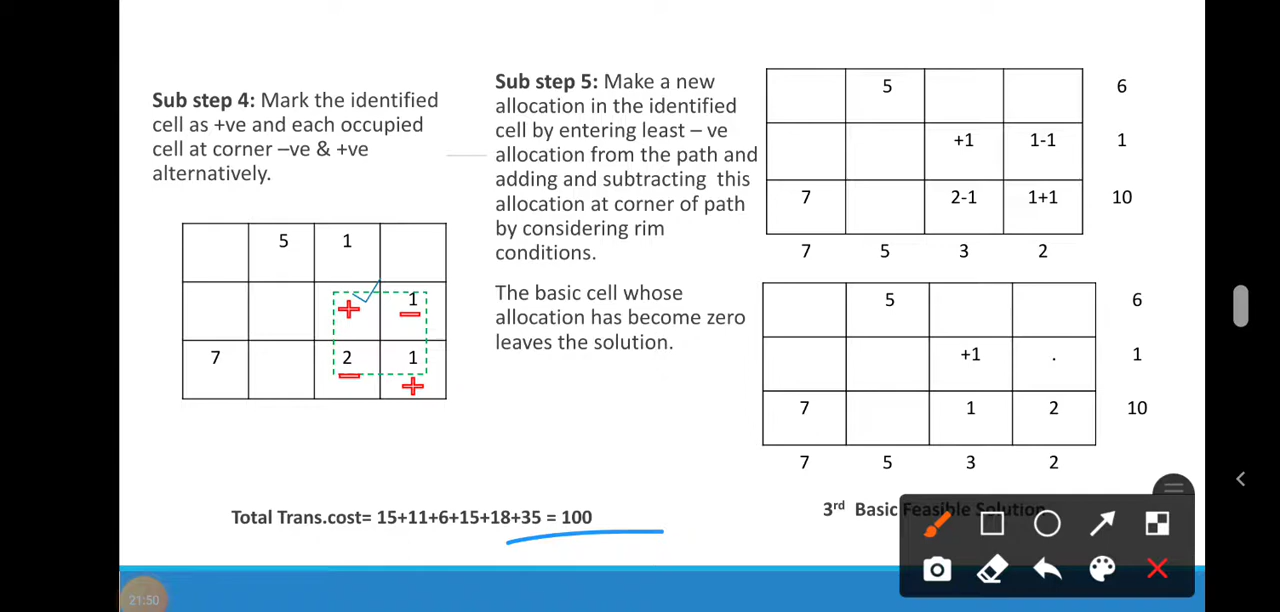 Sub step 4: Mark the identified
cell as +ve and each occupied
cell at corner –ve & +ve
alternatively.
5 1
1
7 2 1
Sub step 5: Make a new
allocation in the identified
cell by entering least – ve
allocation from the path and
adding and subtracting this
allocation at corner of path
by considering rim
conditions.
The basic cell whose
allocation has become zero
leaves the solution.
5 6
+1 1-1 1
7 2-1 1+1 10
7 5 3 2
5 6
+1 . 1
7 1 2 10
7 5 3 2
Total Trans.cost= 15+11+6+15+18+35 = 100
3rd Basic Feasible Solution
21:50